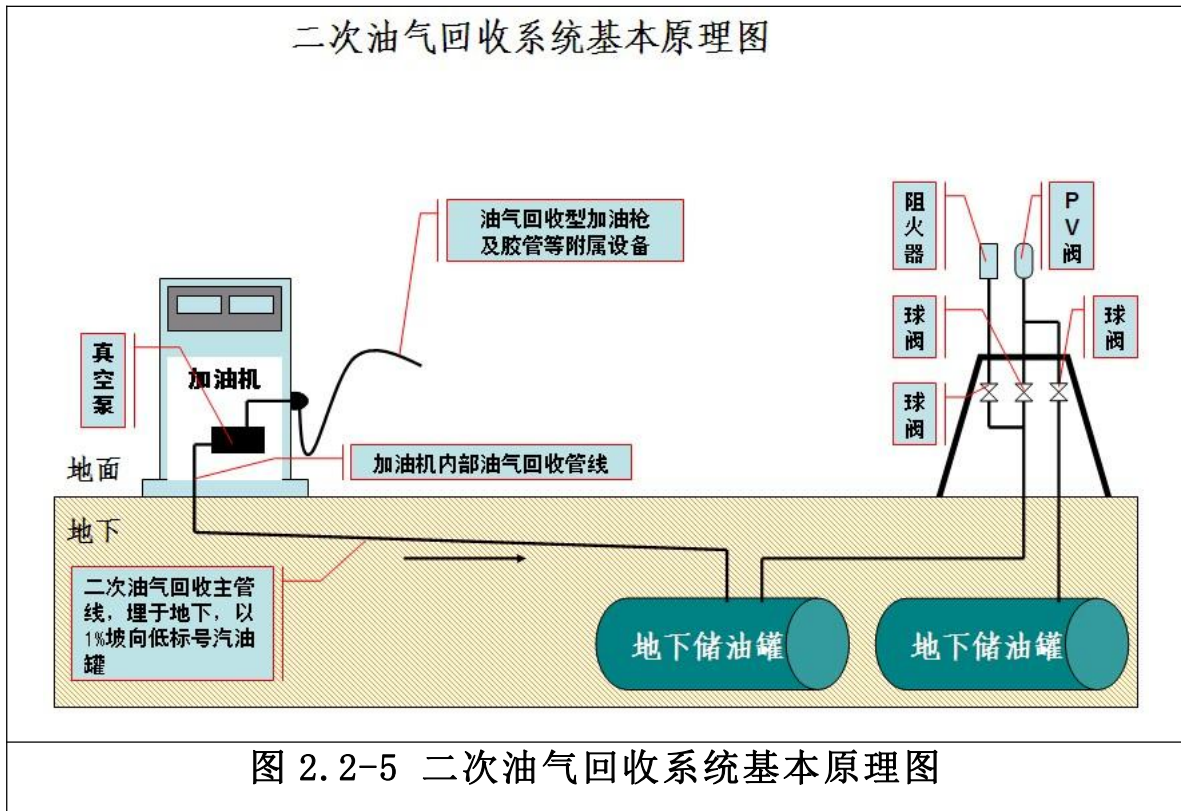 二次油气回收系统基本原理图
油气回收型加油枪
及胶管等附属设备
阻
火
器
P
V
阀
球
阀
球
阀
球
阀
真
空
泵
加油机
加油机内部油气回收管线
地面
地下
二次油气回收主管
线，埋于地下，以
1%坡向低标号汽油
罐
地下储油罐
地下储油罐
图 2.2-5 二次油气回收系统基本原理图